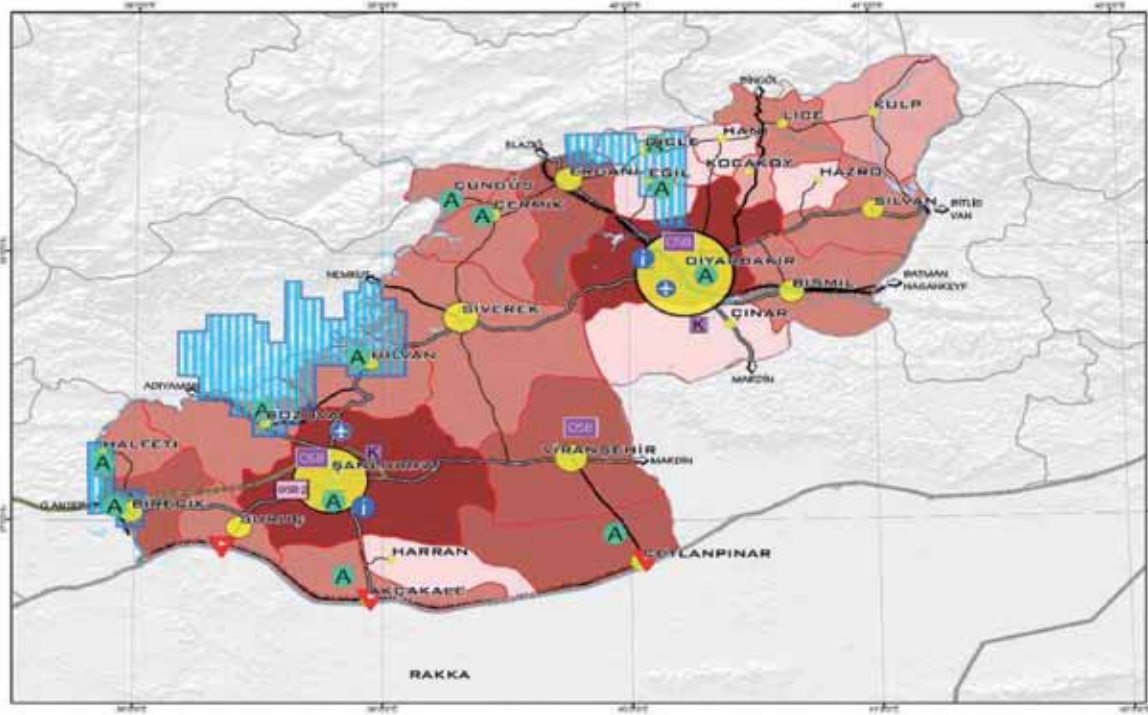 BİNGÖL
LİCE
KULP
HANİ
DİCLE
ELAZIĞ
ERGANİ
EĞİL
KOCAKÖY
HAZRO
ÇÜNGÜŞ
A
ÇERMİK
A
A
SİLVAN
BİTLİS
VAN
OSB
i
DİYARBAKIR
A
NEMRUT
BATMAN
HASANKEYF
BİSMİL
SİVEREK
K
ÇINAR
A
HİLVAN
MARDİN
ADIYAMAN
A
BOZOVA
OSB
HALFETİ
A
K
VİRANŞEHİR
OSB
ŞANLIURFA
MARDİN
OSB 2
G.ANTEP
A
BİRECİK
A
i
SURUÇ
A
HARRAN
CEYLANPINAR
A
AKÇAKALE
RAKKA